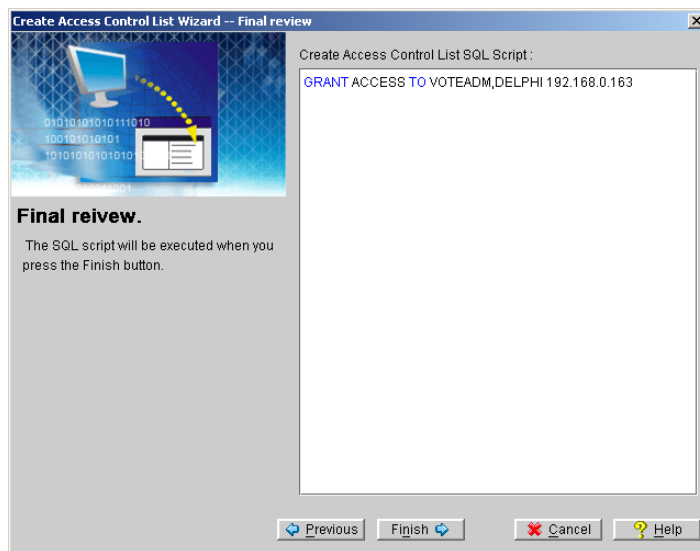 Create Access Control List Wizard -- Final review
01010101010111010
100101010101
Create Access Control List SQL Script :
GRANT ACCESS TO VOTEADM,DELPHI 192.168.0.163
Final reivew.
The SQL script will be executed when you
press the Finish button.
Previous
Finish
Cancel
Help